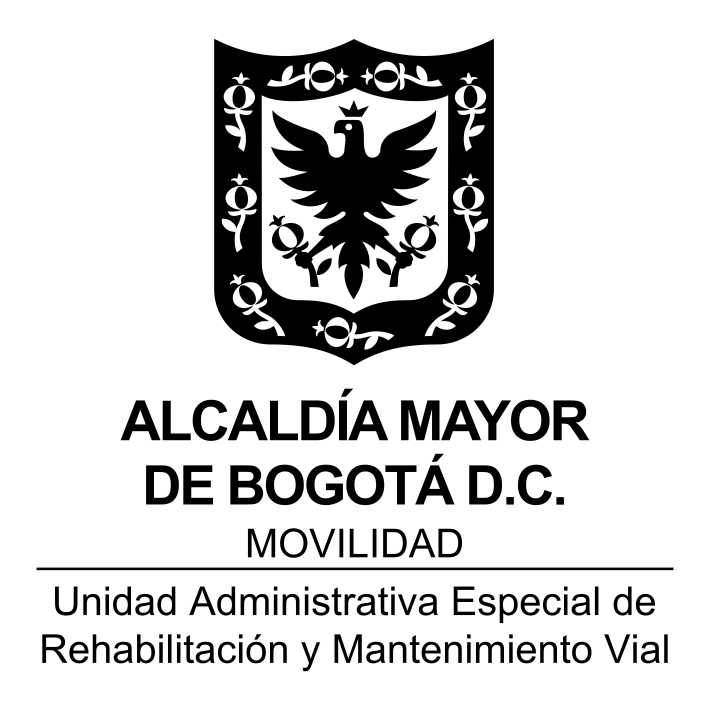 ALCALDÍA MAYOR
DE BOGOTÁ D.C.
MOVILIDAD
Unidad Administrativa Especial de
Rehabilitación y Mantenimiento Vial